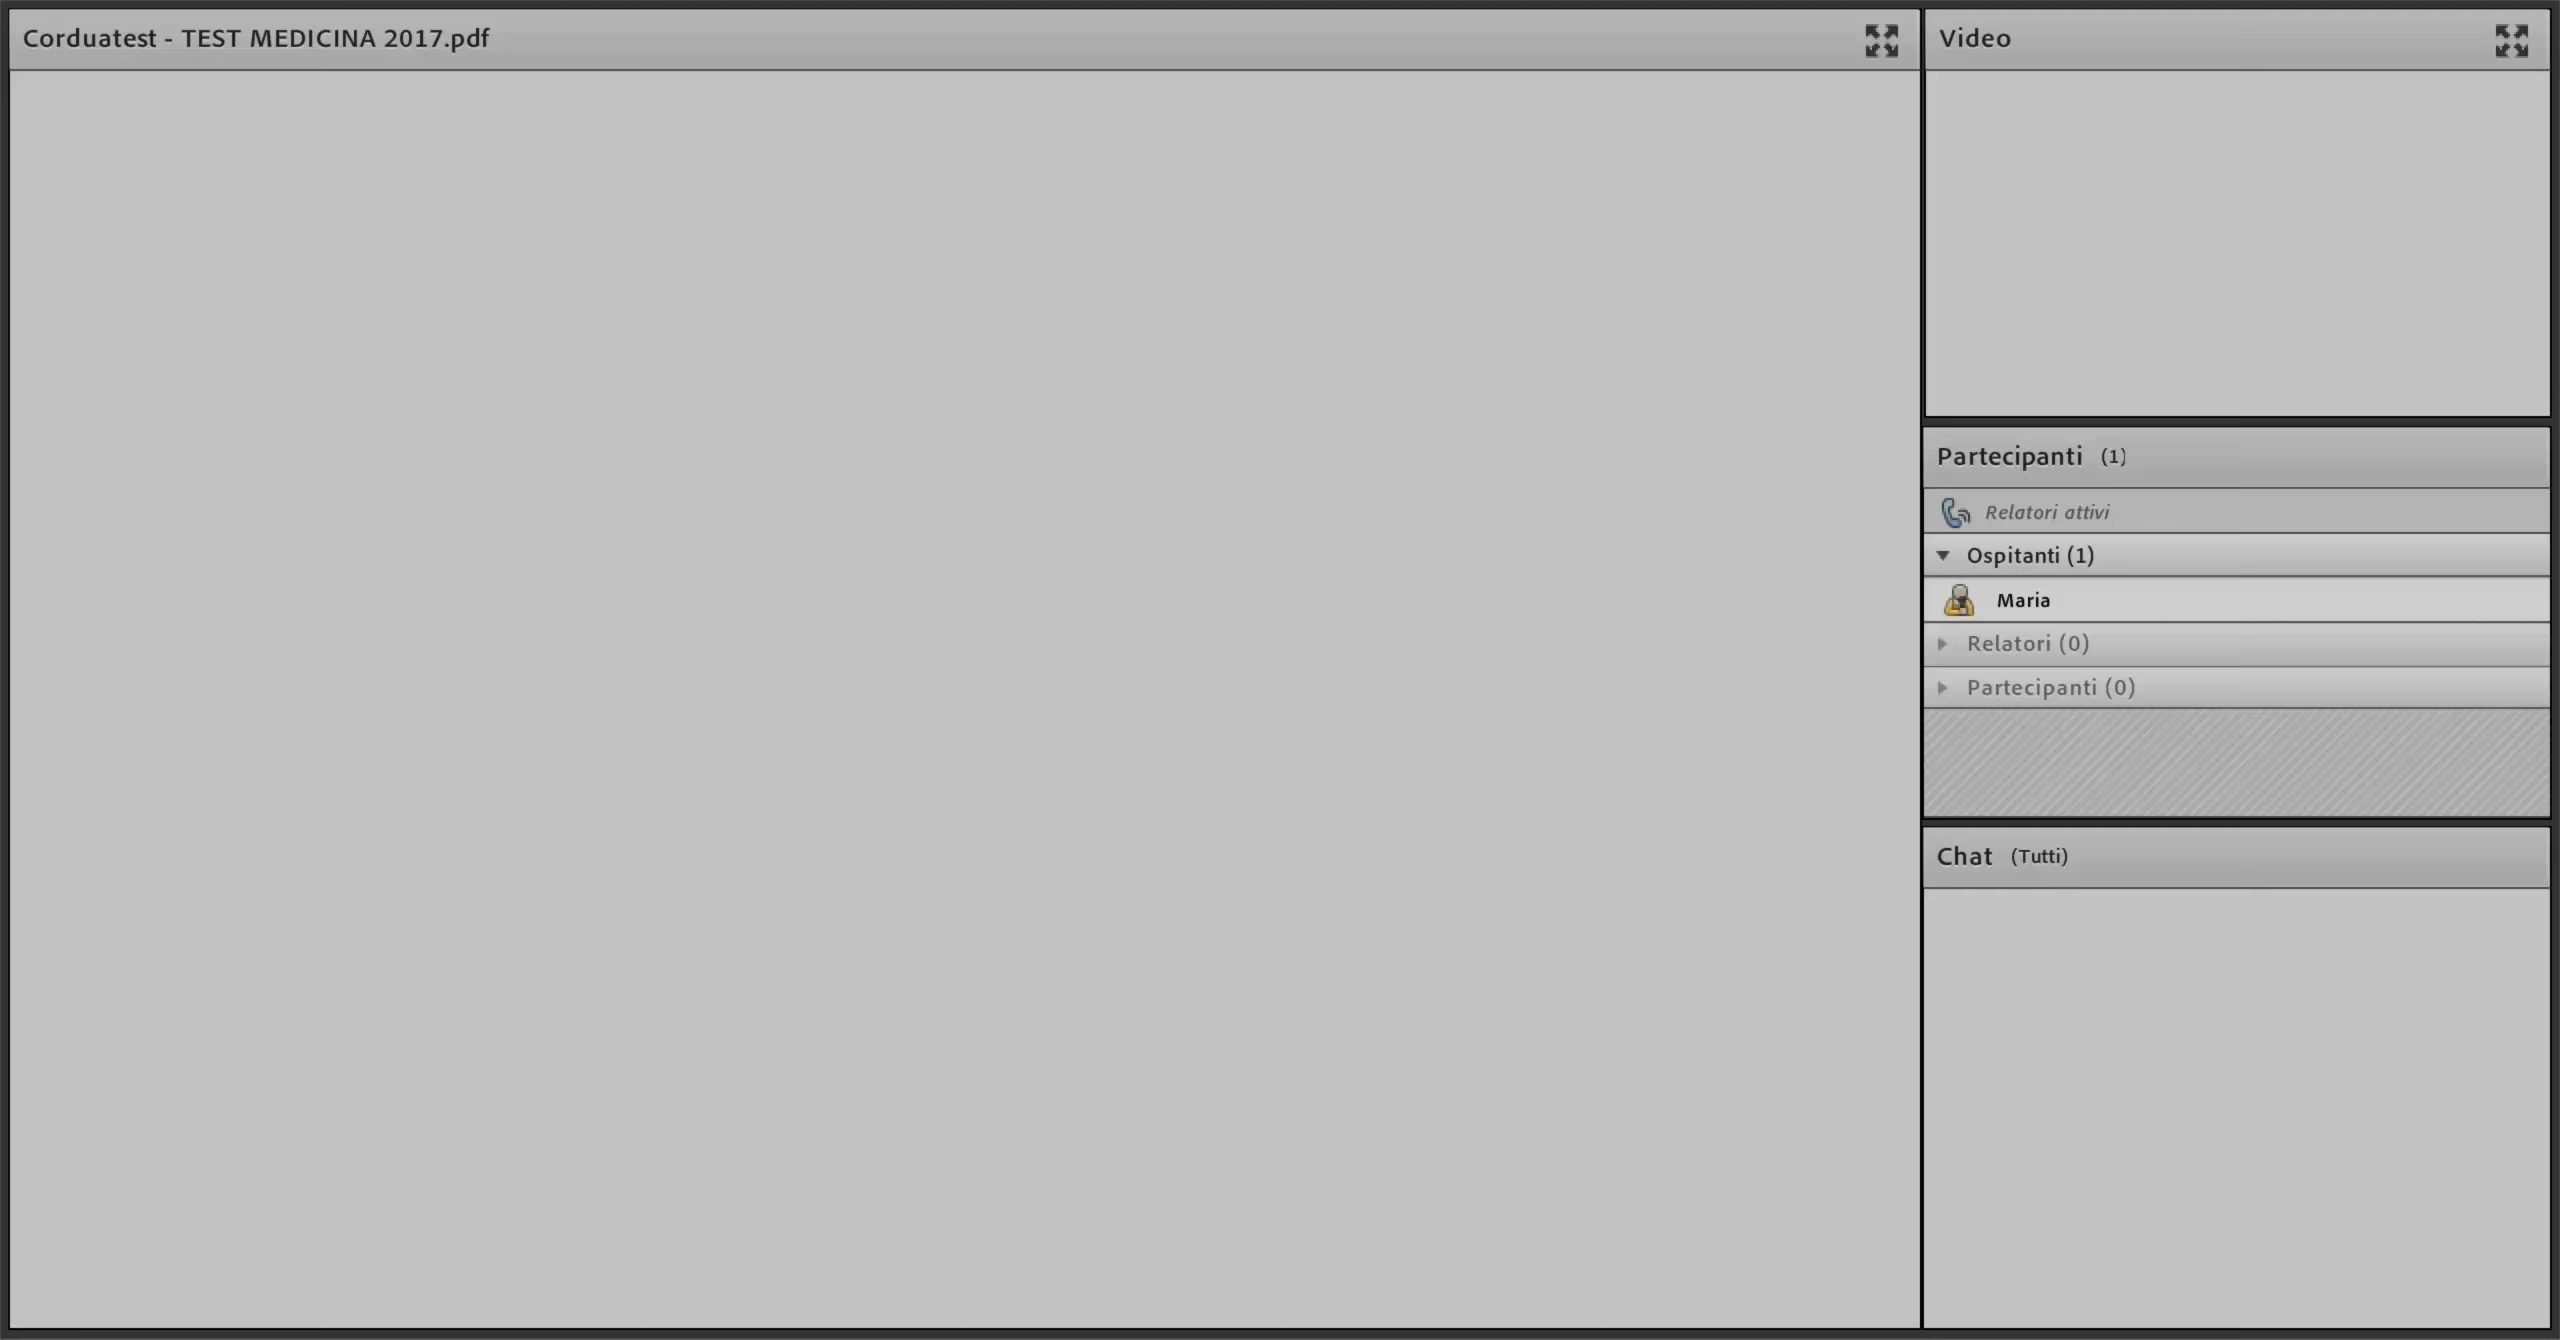 Corduatest - TEST MEDICINA 2017.pdf
Video
Partecipanti (1)
Relatori attivi
Ospitanti (1)
Maria
Relatori (0)
Partecipanti (0)
Chat (Tutti)